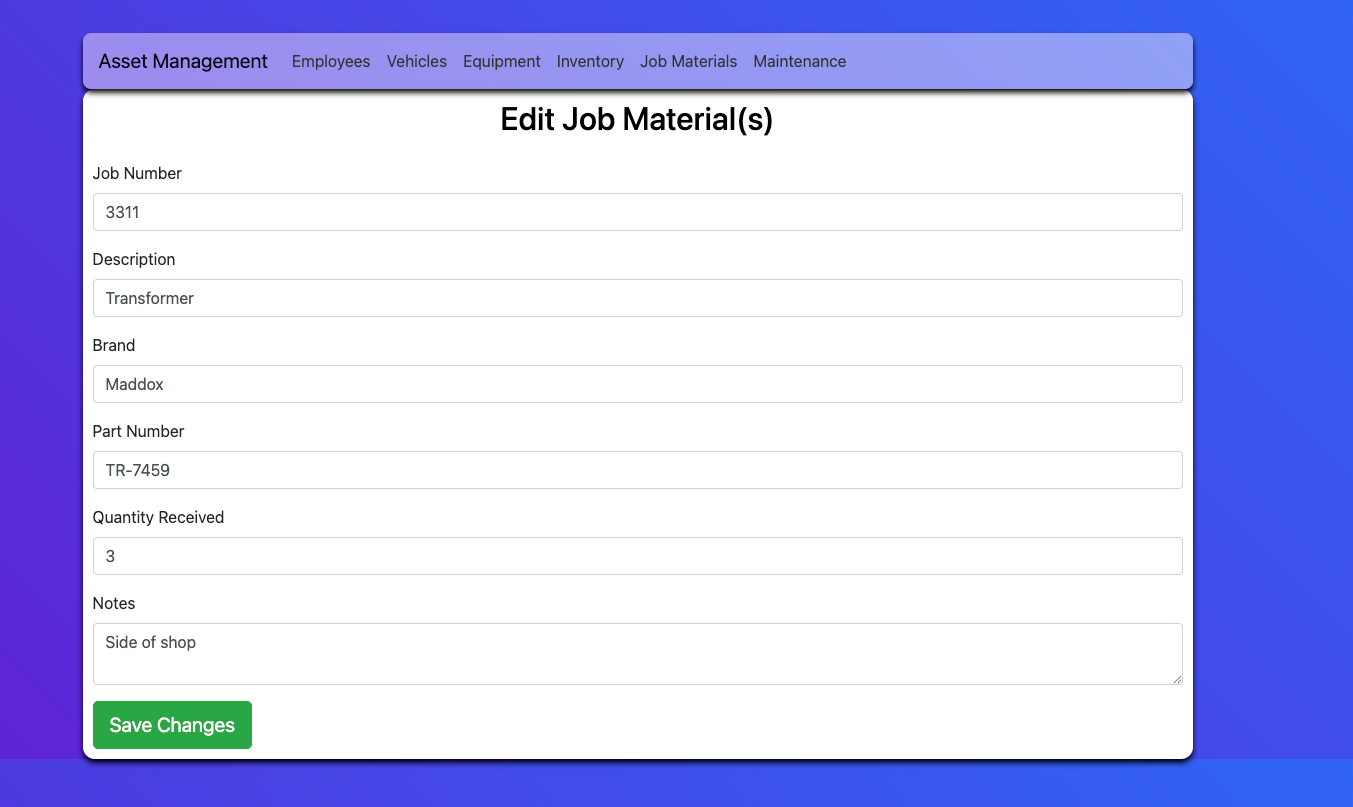 Asset Management Employees Vehicles Equipment Inventory Job Materials Maintenance
Edit Job Material(s)
Job Number
3311
Description
Transformer
Brand
Maddox
Part Number
TR-7459
Quantity Received
3
Notes
Side of shop
Save Changes